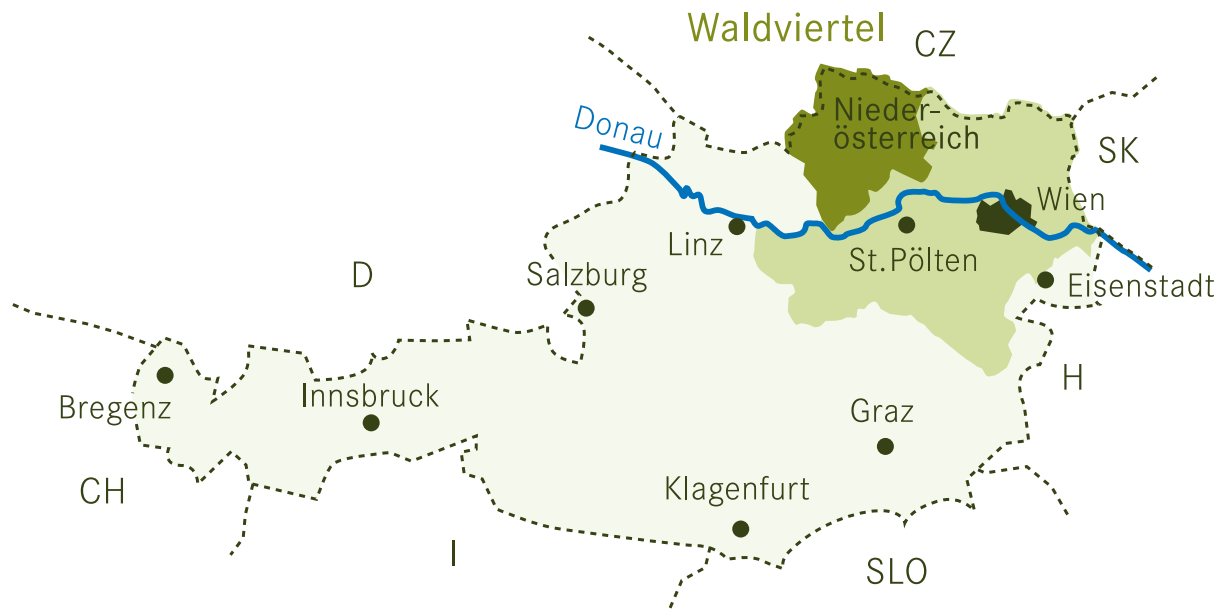 Waldviertel
CZ
Nieder-
österreich
Donau
SK
Wien
Linz
St. Pölten
D
Salzburg
Eisenstadt
H
Bregenz
Innsbruck
Graz
CH
Klagenfurt
I
SLO